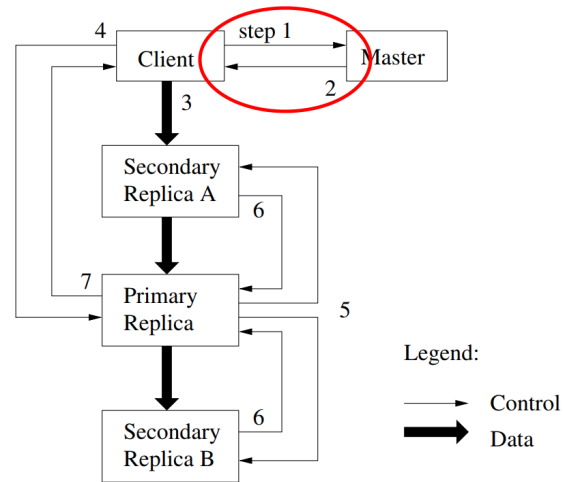 4
step 1
Client
Master
2
3
Secondary
Replica A
6
7
Primary
Replica
5
Legend:
6
Control
Secondary
Replica B
Data